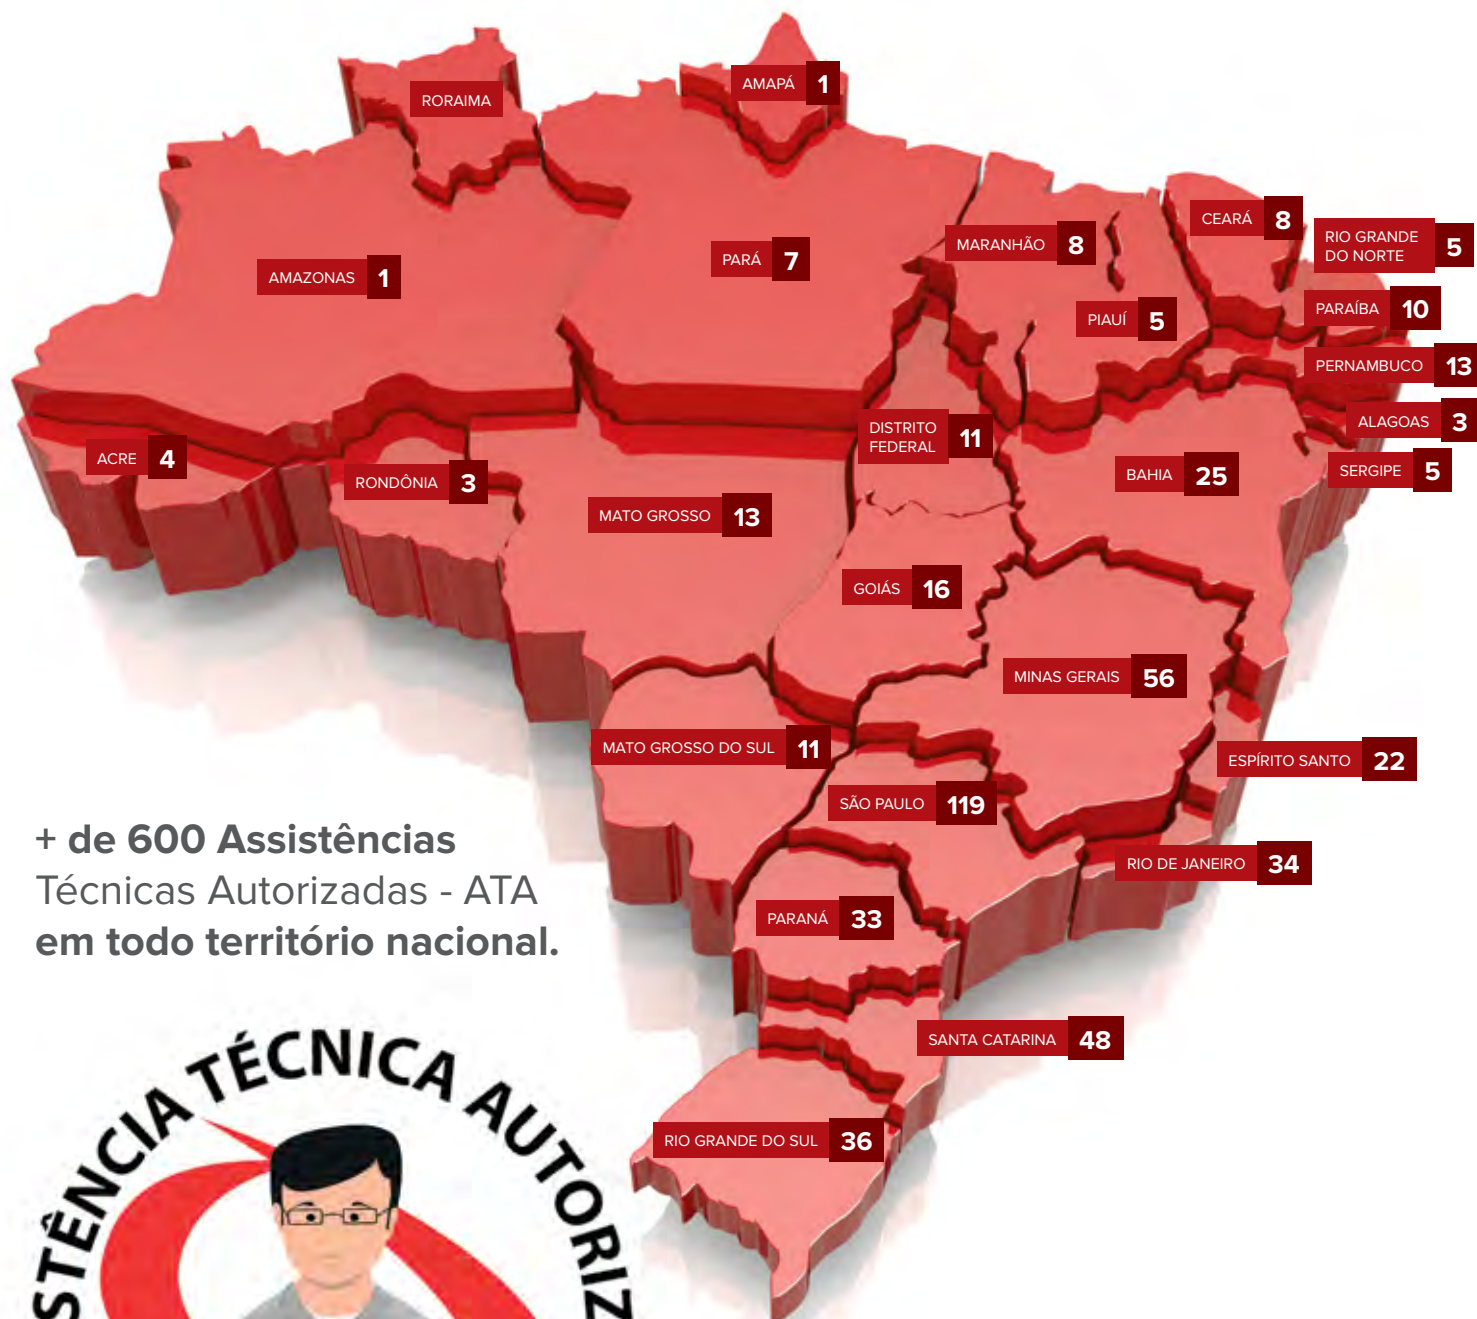 RORAIMA
AMAPÁ 1
AMAZONAS 1
PARÁ 7
MARANHÃO 8
CEARÁ 8
RIO GRANDE
DO NORTE 5
PIAUÍ 5
PARAÍBA 10
PERNAMBUCO 13
ALAGOAS 3
SERGIPE 5
ACRE 4
RONDÔNIA 3
MATO GROSSO 13
DISTRITO
FEDERAL 11
BAHIA 25
GOIÁS 16
MINAS GERAIS 56
MATO GROSSO DO SUL 11
ESPÍRITO SANTO 22
SÃO PAULO 119
RIO DE JANEIRO 34
PARANÁ 33
SANTA CATARINA 48
RIO GRANDE DO SUL 36
+ de 600 Assistências
Técnicas Autorizadas - ATA
em todo território nacional.
STÊNCIA TÉCNICA AUTORIZ